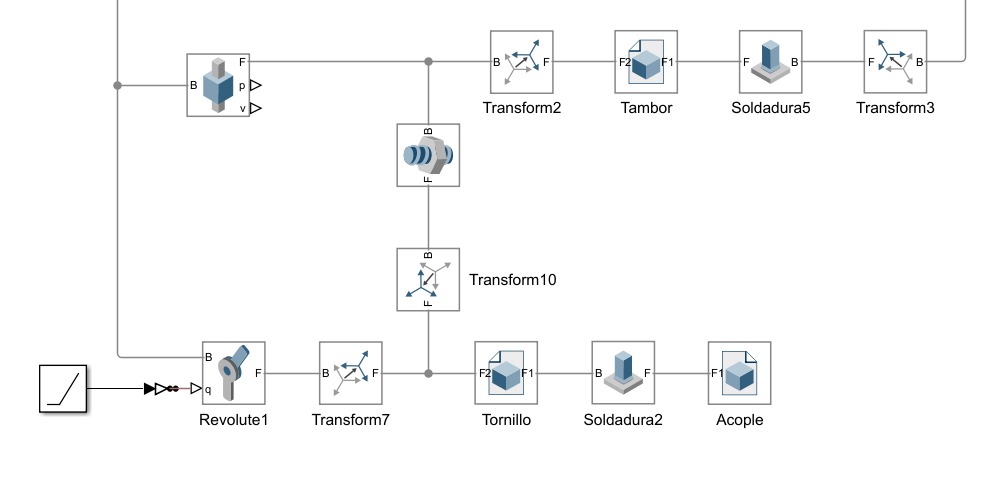 B F p v
B F Transform2
F2 F1 Tambor
F B Soldadura5
F B Transform3
B F
B F Transform10
B q F Revolute1
B F Transform7
F2 F1 Tornillo
B F Soldadura2
F1 Acople